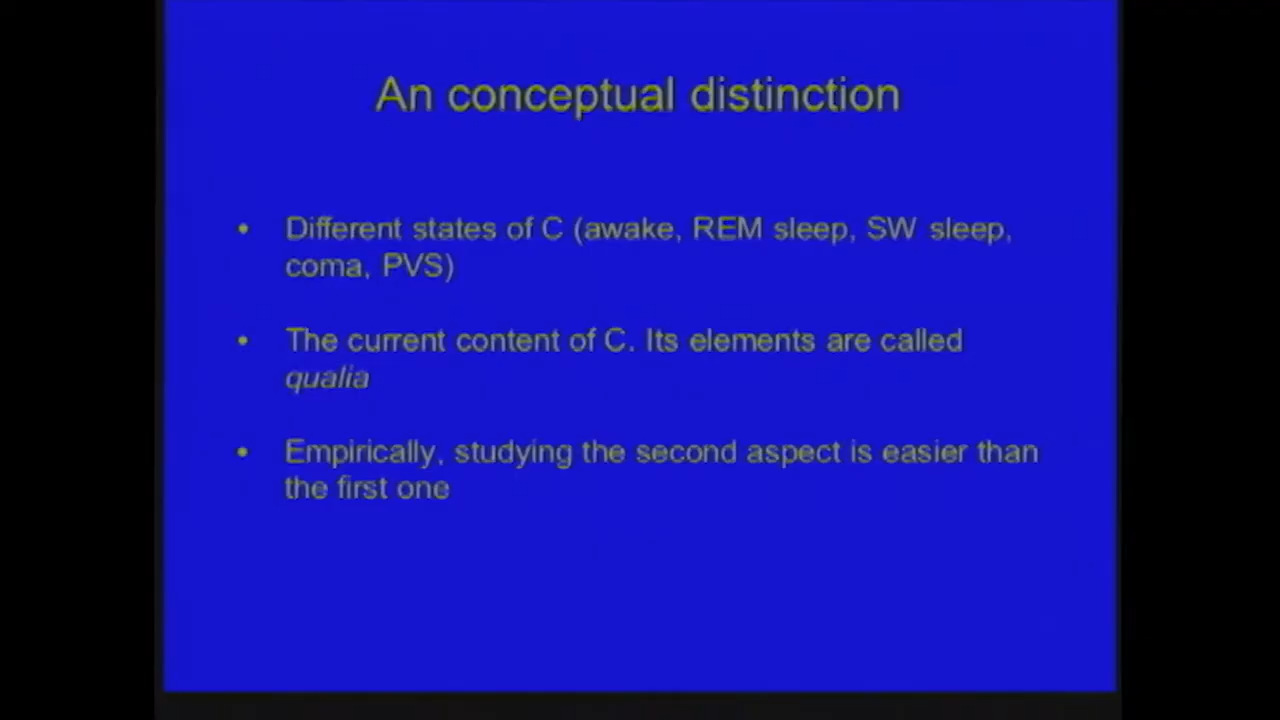 An conceptual distinction
• Different states of C (awake, REM sleep, SW sleep,
coma, PVS)
• The current content of C. Its elements are called
qualia
• Empirically, studying the second aspect is easier than
the first one